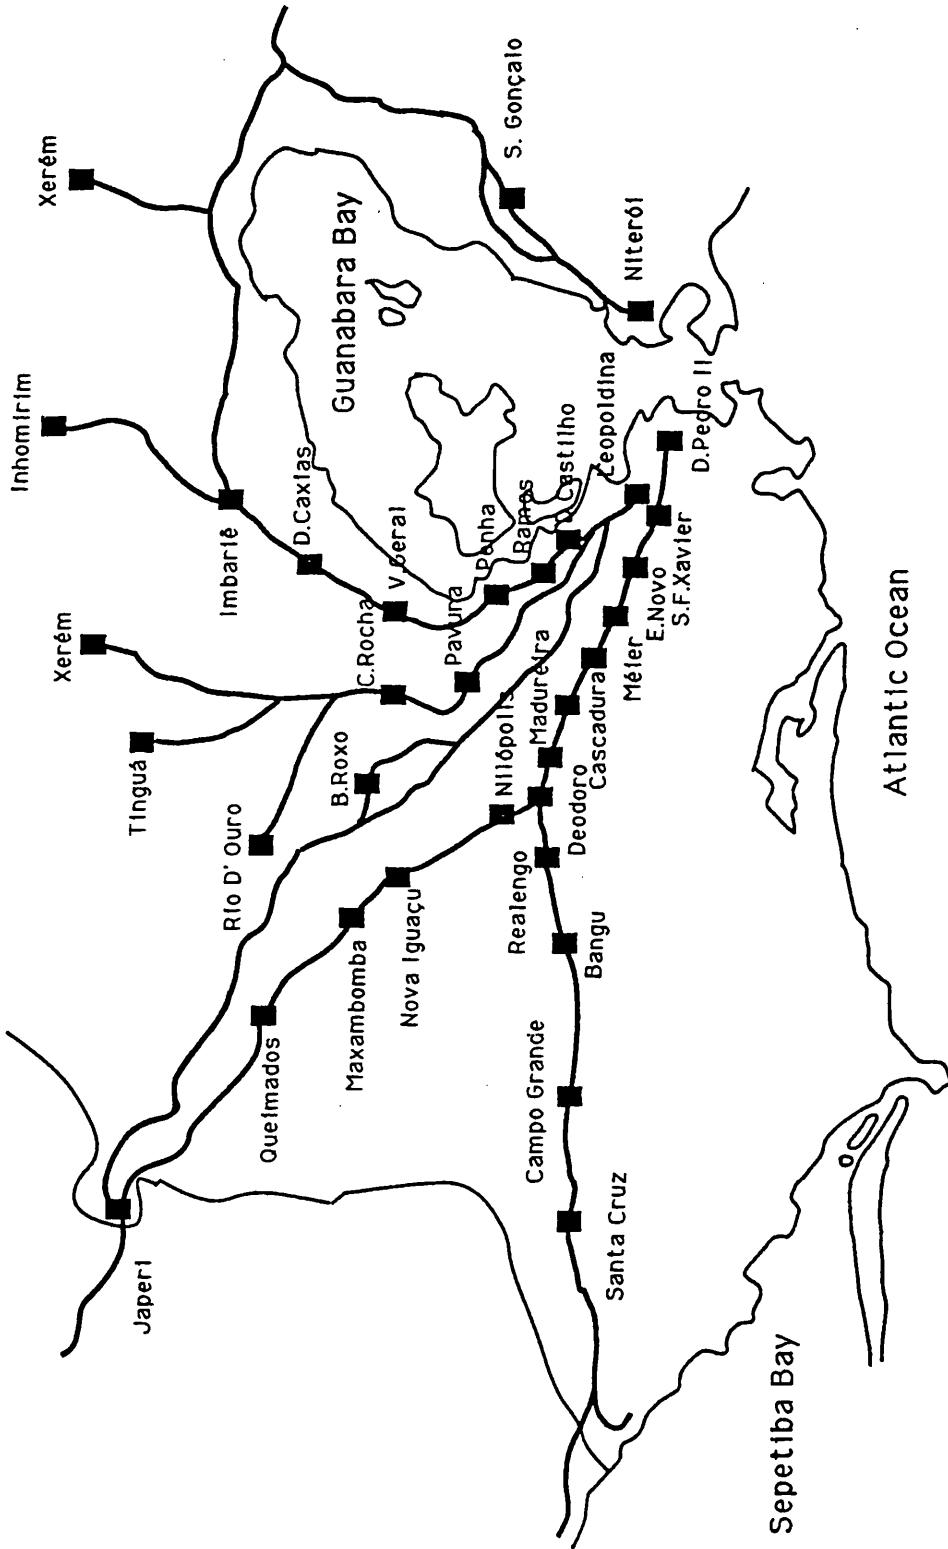 Xerém
S. Gonçalo
Guanabara Bay
Niterói
Inhomirim
Imbariê
D.Caxias
V.Geral
Penha
Ramos
Castilho
Leopoldina
D.Pedro II
Xerém
Tinguá
Rio D' Ouro
B.Roxo
C.Rocha
Pavuna
Nilópolis
Madureira
Cascadura
Méier
E.Novo
S.F.Xavier
Deodoro
Realengo
Bangu
Nova Iguaçu
Maxambomba
Queimados
Japeri
Campo Grande
Santa Cruz
Atlantic Ocean
Sepetiba Bay